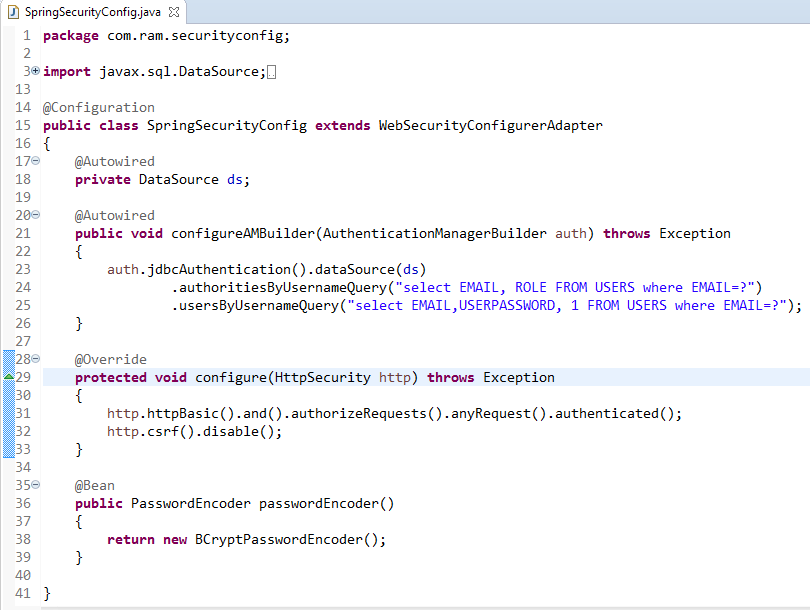 SpringSecurityConfig.java
1 package com.ram.securityconfig;
2
3 import javax.sql.DataSource;
13
14 @Configuration
15 public class SpringSecurityConfig extends WebSecurityConfigurerAdapter
16 {
17     @Autowired
18     private DataSource ds;
19
20     @Autowired
21     public void configureAMBuilder(AuthenticationManagerBuilder auth) throws Exception
22     {
23         auth.jdbcAuthentication().dataSource(ds)
24                 .authoritiesByUsernameQuery("select EMAIL, ROLE FROM USERS where EMAIL=?")
25                 .usersByUsernameQuery("select EMAIL,USERPASSWORD, 1 FROM USERS where EMAIL=?");
26     }
27
28     @Override
29     protected void configure(HttpSecurity http) throws Exception
30     {
31         http.httpBasic().and().authorizeRequests().anyRequest().authenticated();
32         http.csrf().disable();
33     }
34
35     @Bean
36     public PasswordEncoder passwordEncoder()
37     {
38         return new BCryptPasswordEncoder();
39     }
40
41 }